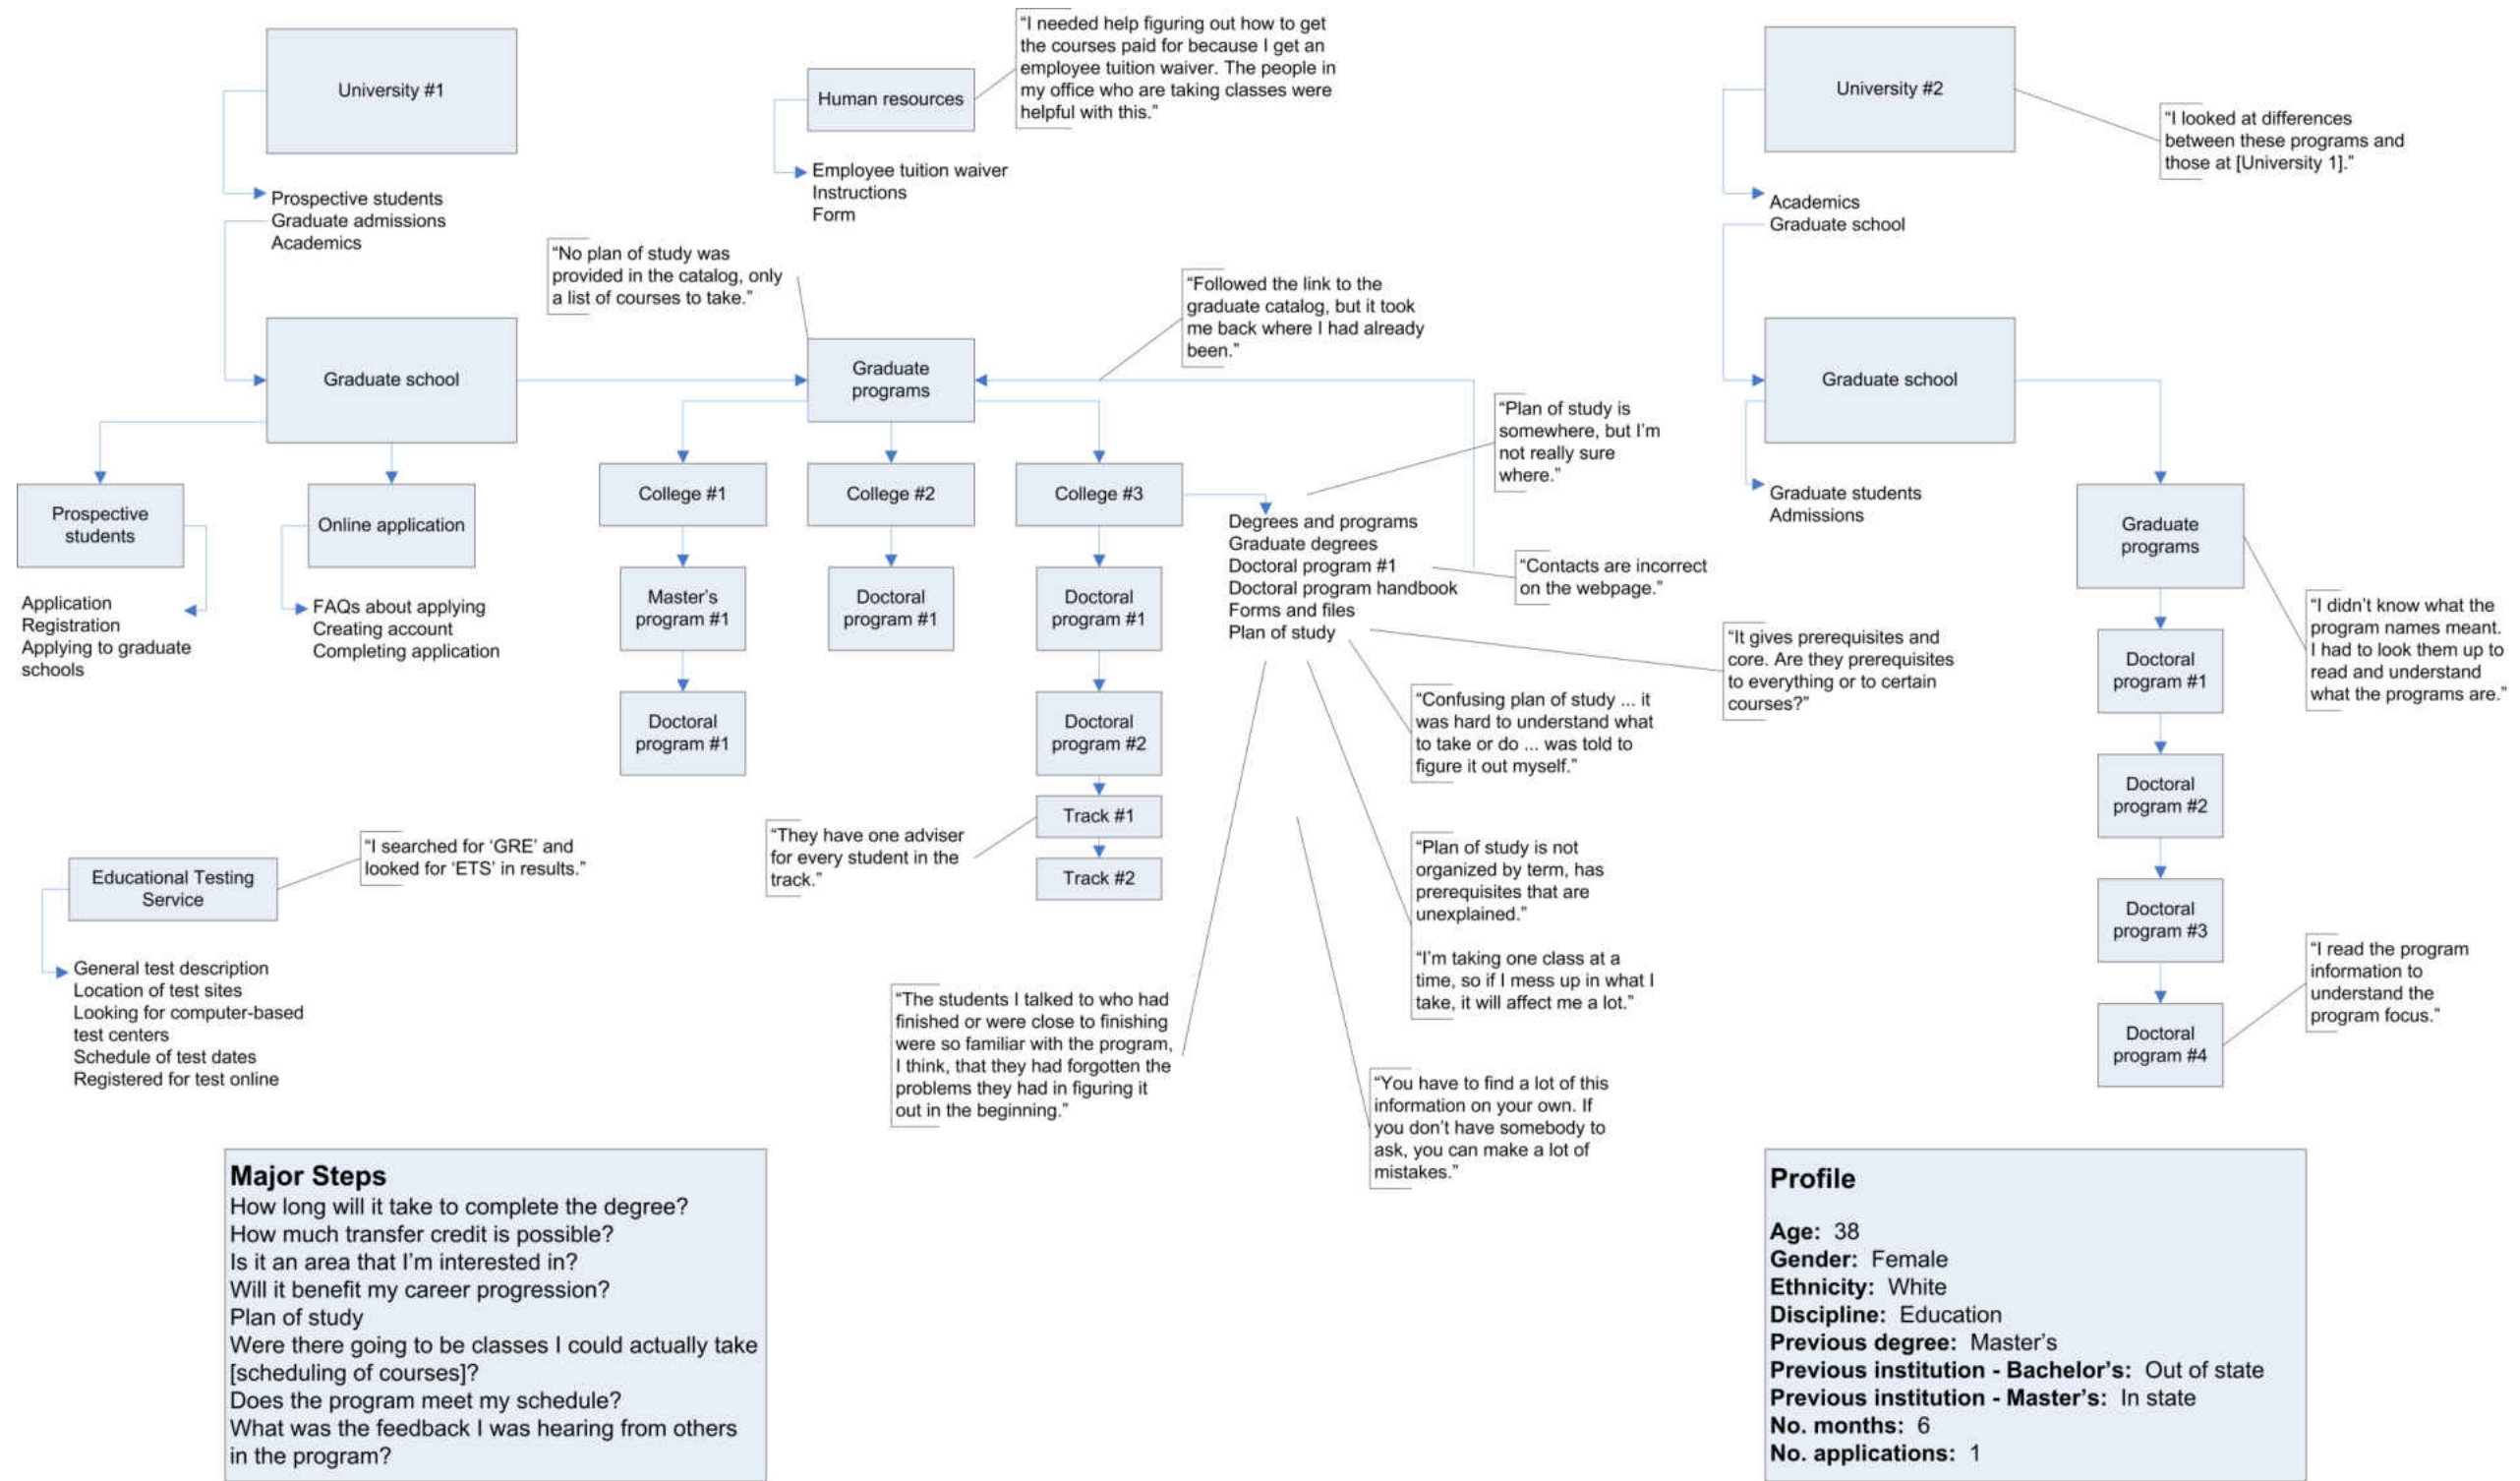 University #1
Prospective students
Graduate admissions
Academics
Human resources
“I needed help figuring out how to get
the courses paid for because I get an
employee tuition waiver. The people in
my office who are taking classes were
helpful with this.”
Employee tuition waiver
Instructions
Form
University #2
“I looked at differences
between these programs and
those at [University 1].”
Academics
Graduate school
“No plan of study was
provided in the catalog, only
a list of courses to take.”
“Followed the link to the
graduate catalog, but it took
me back where I had already
been.”
Graduate school
Graduate
programs
“Plan of study is
somewhere, but I’m
not really sure
where.”
Graduate school
Prospective
students
Online application
College #1
College #2
College #3
Degrees and programs
Graduate degrees
Doctoral program #1
Doctoral program handbook
Forms and files
Plan of study
“Contacts are incorrect
on the webpage.”
Graduate students
Admissions
Graduate
programs
Application
Registration
Applying to graduate
schools
FAQs about applying
Creating account
Completing application
Master’s
program #1
Doctoral
program #1
Doctoral
program #1
“It gives prerequisites and
core. Are they prerequisites
to everything or to certain
courses?”
Doctoral
program #1
“I didn’t know what the
program names meant.
I had to look them up to
read and understand
what the programs are.”
Doctoral
program #1
Doctoral
program #2
“Confusing plan of study ... it
was hard to understand what
to take or do ... was told to
figure it out myself.”
Doctoral
program #2
Educational Testing
Service
“I searched for ‘GRE’ and
looked for ‘ETS’ in results.”
“They have one adviser
for every student in the
track.”
Track #1
Track #2
“Plan of study is not
organized by term, has
prerequisites that are
unexplained.”
“I’m taking one class at a
time, so if I mess up in what I
take, it will affect me a lot.”
Doctoral
program #3
General test description
Location of test sites
Looking for computer-based
test centers
Schedule of test dates
Registered for test online
“The students I talked to who had
finished or were close to finishing
were so familiar with the program,
I think, that they had forgotten the
problems they had in figuring it
out in the beginning.”
“You have to find a lot of this
information on your own. If
you don’t have somebody to
ask, you can make a lot of
mistakes.”
Doctoral
program #4
“I read the program
information to
understand the
program focus.”
Major Steps
How long will it take to complete the degree?
How much transfer credit is possible?
Is it an area that I’m interested in?
Will it benefit my career progression?
Plan of study
Were there going to be classes I could actually take
[scheduling of courses]?
Does the program meet my schedule?
What was the feedback I was hearing from others
in the program?
Profile
Age: 38
Gender: Female
Ethnicity: White
Discipline: Education
Previous degree: Master’s
Previous institution - Bachelor’s: Out of state
Previous institution - Master’s: In state
No. months: 6
No. applications: 1